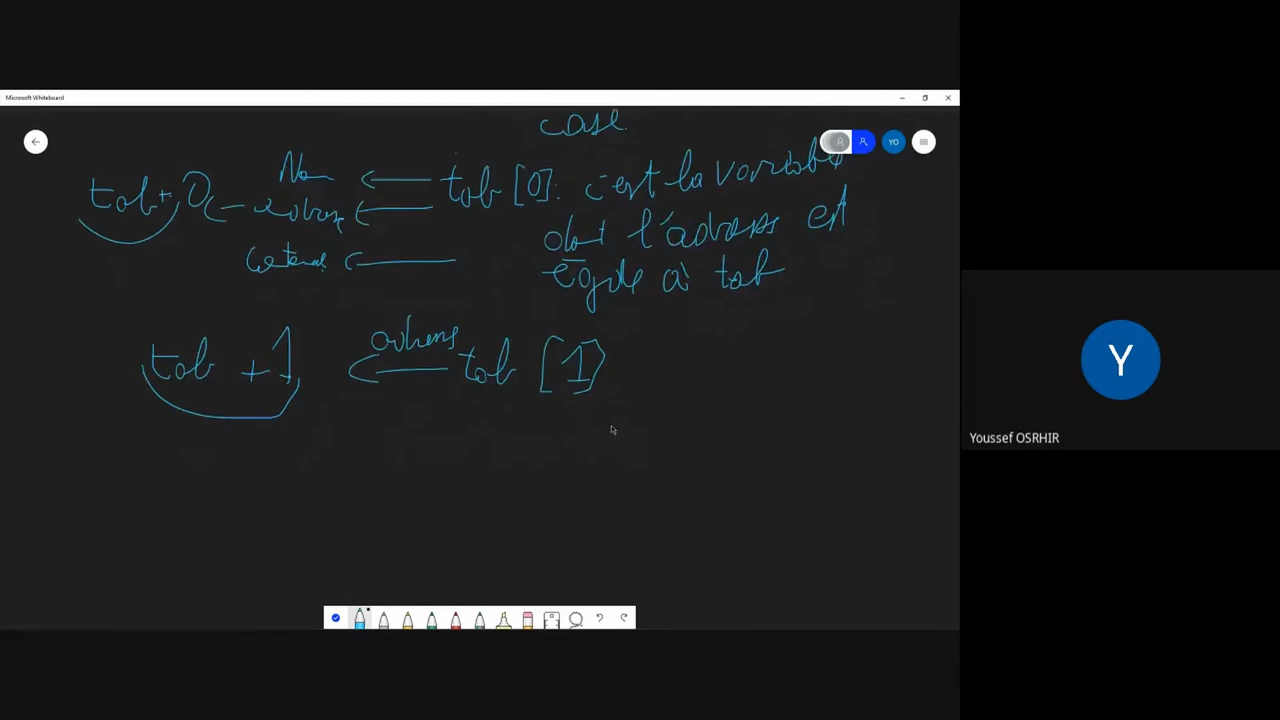 Microsoft Whiteboard
case
Nom
tab [0]: c'est la variable
tab + 0
adresse
dont l'adresse est
contenu
égale à tab
YO
adresse
tab + 1
tab [1]
Y
Youssef OSRHIR